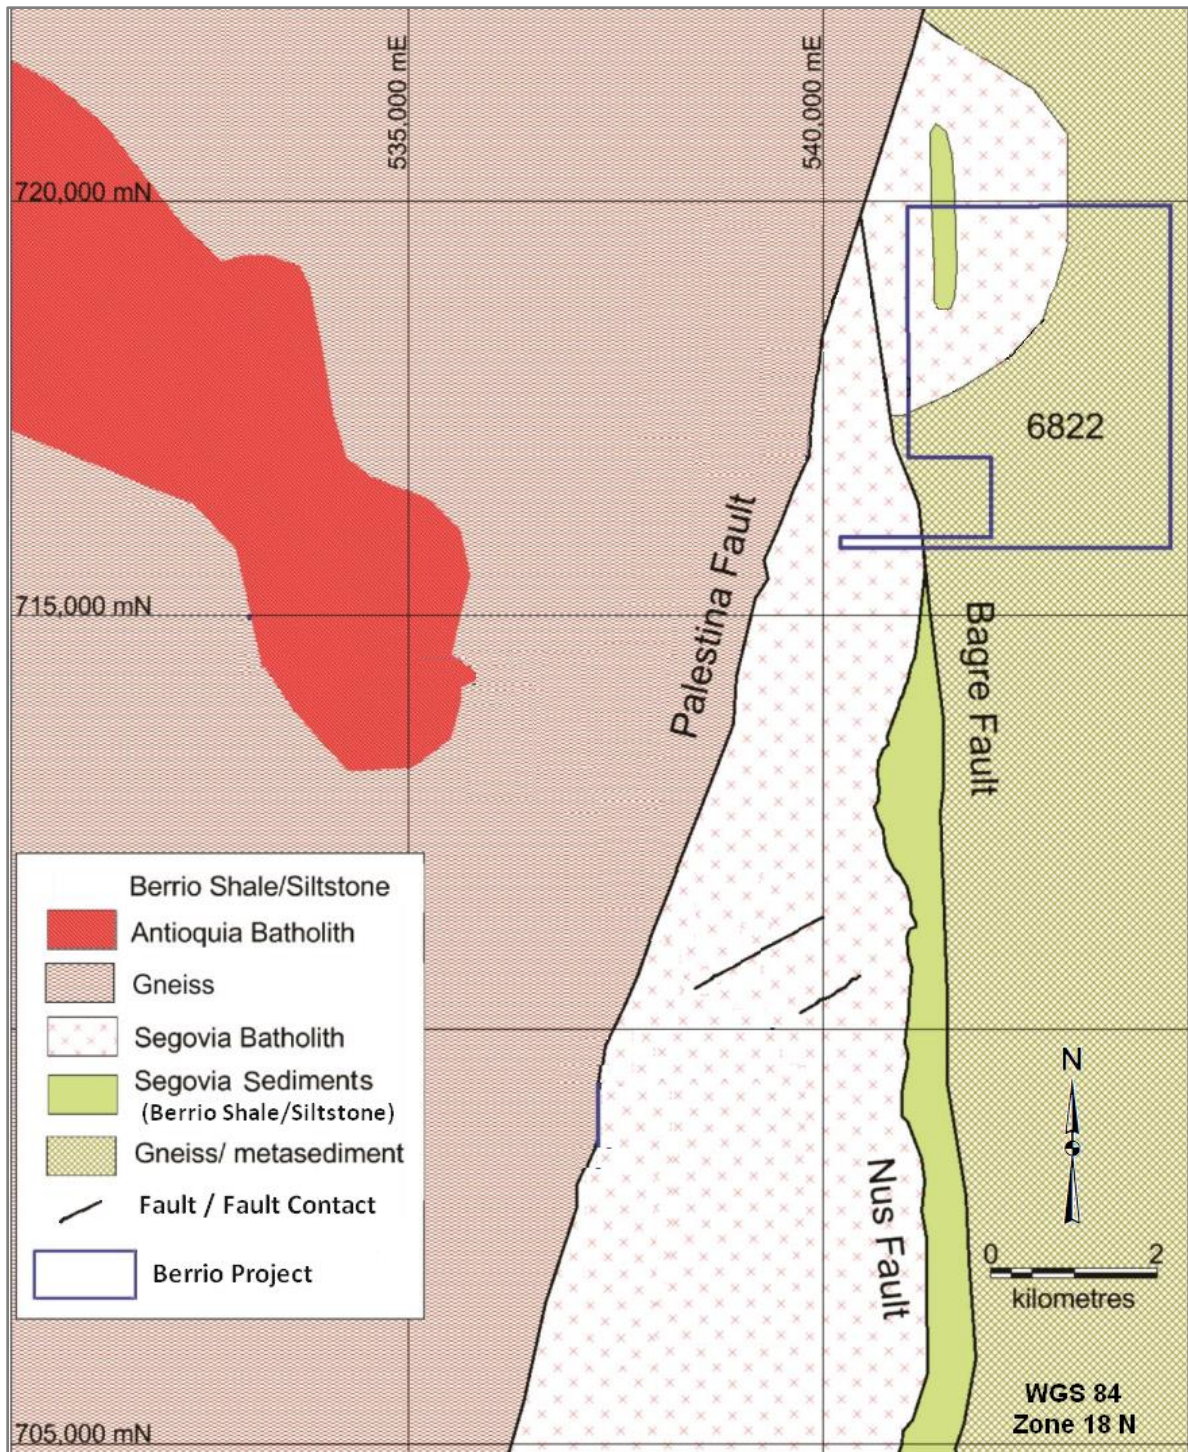 535,000 mE
540,000 mE
720,000 mN
6822
Palestina Fault
715,000 mN
Bagre Fault
Berrio Shale/Siltstone
Antioquia Batholith
Gneiss
Segovia Batholith
Segovia Sediments
(Berrio Shale/Siltstone)
Gneiss/ metasediment
Fault / Fault Contact
Berrio Project
N
Nus Fault
0 2
kilometres
WGS 84
Zone 18 N
705,000 mN